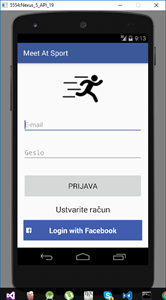 5554:Nexus_5_API_19
9:13
Meet At Sport
E-mail
Geslo
PRIJAVA
Ustvarite račun
Login with Facebook